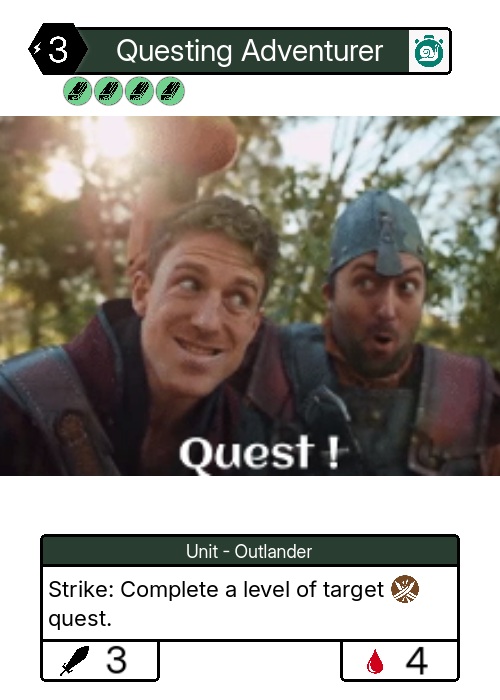 3 Questing Adventurer
Quest !
Unit - Outlander
Strike: Complete a level of target
quest.
3
4